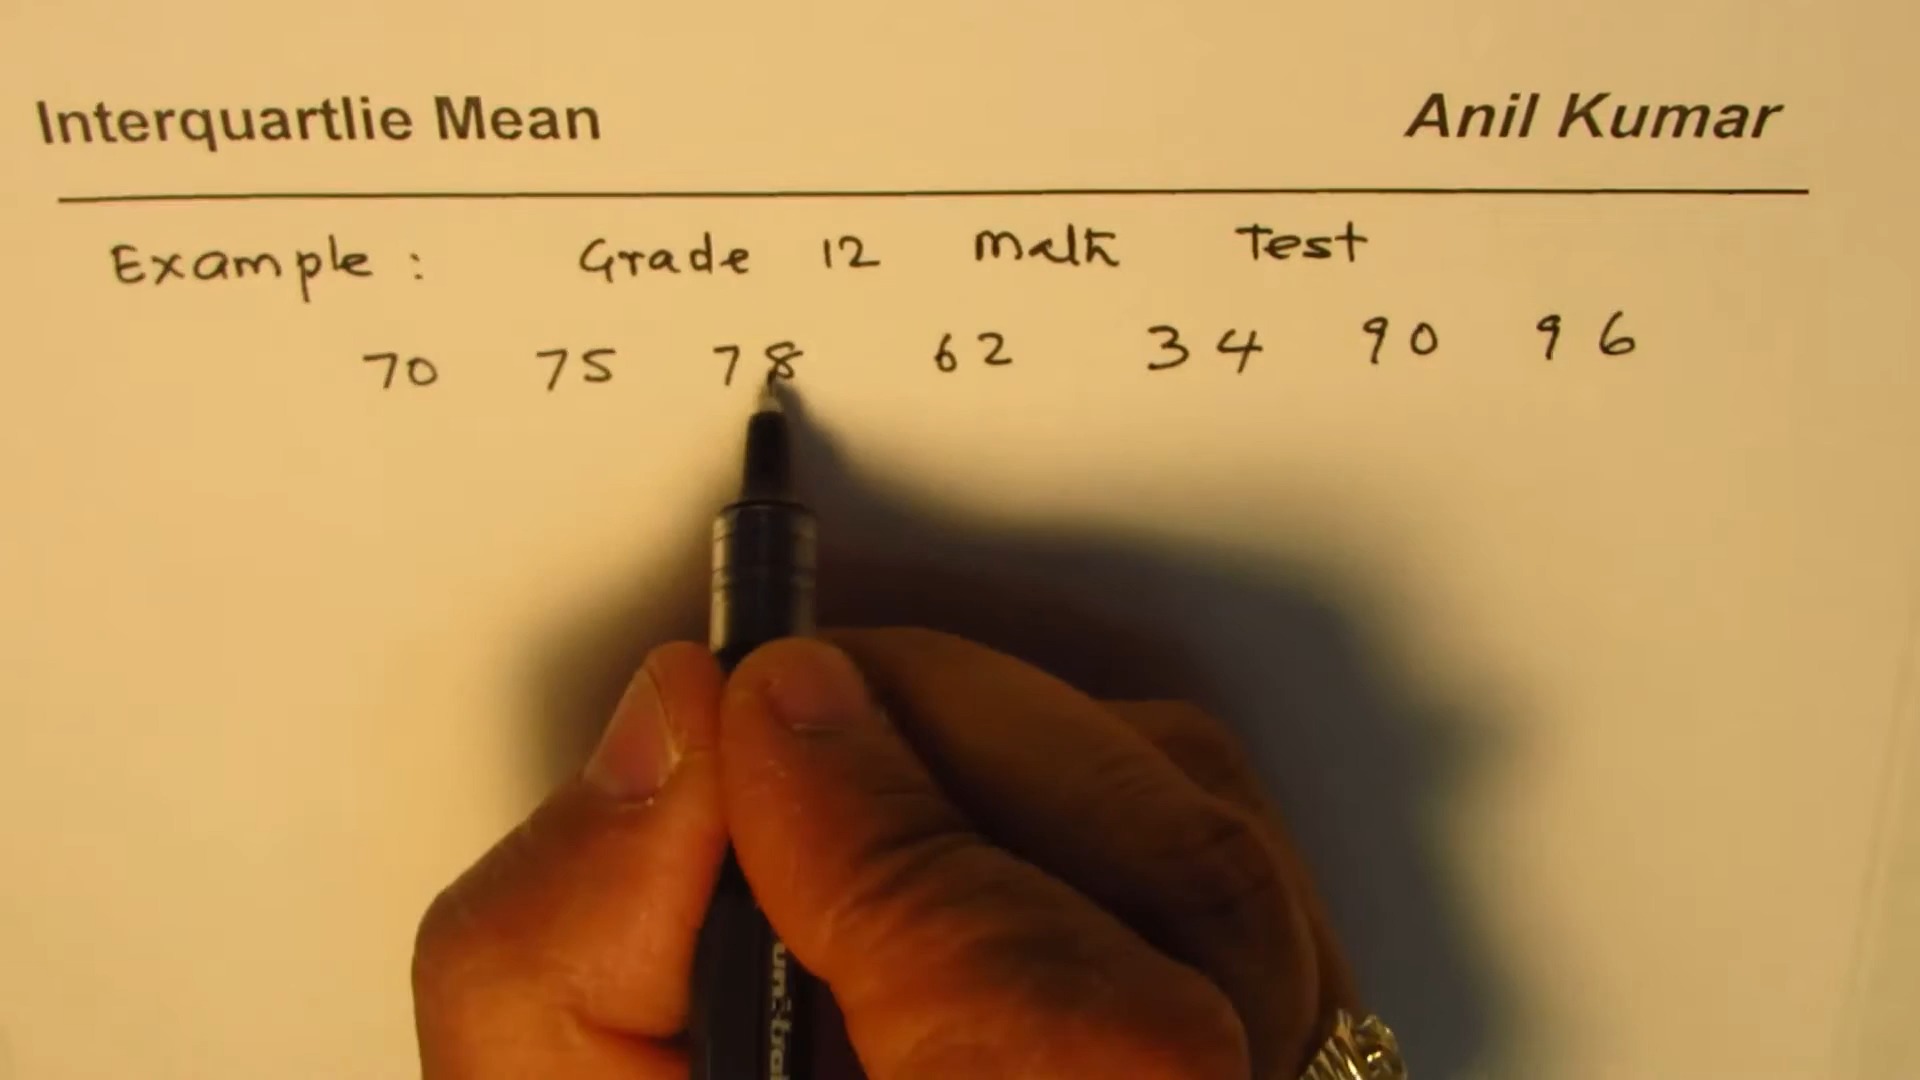 Interquartlie Mean Anil Kumar
Example : Grade 12 Math Test
70 75 78 62 34 90 96